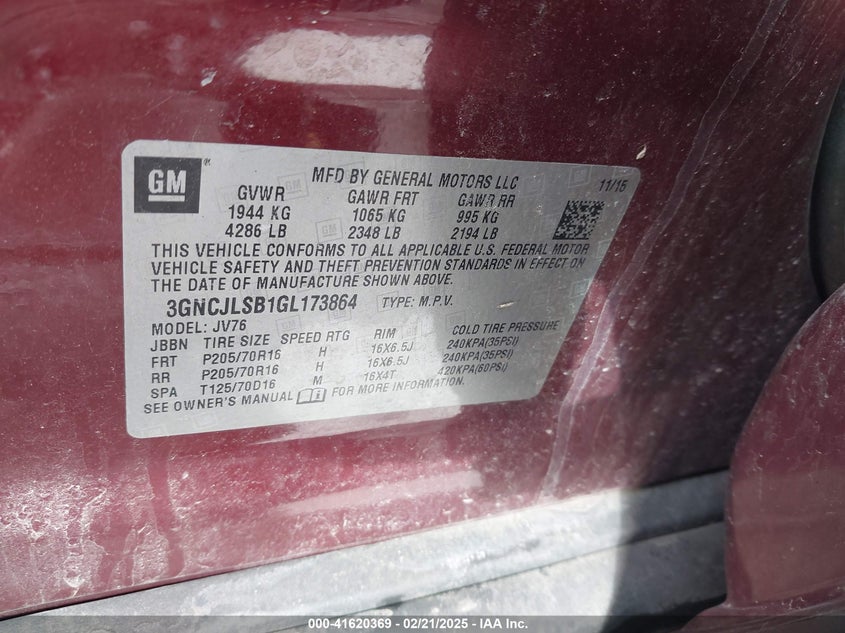 GM ®
MFD BY GENERAL MOTORS LLC 11/15
GVWR GAWR FRT GAWR RR
1944 KG 1065 KG 995 KG
4286 LB 2348 LB 2194 LB
THIS VEHICLE CONFORMS TO ALL APPLICABLE U.S. FEDERAL MOTOR
VEHICLE SAFETY AND THEFT PREVENTION STANDARDS IN EFFECT ON
THE DATE OF MANUFACTURE SHOWN ABOVE.
3GNCJLSB1GL173864 TYPE: M.P.V.
MODEL: JV76
JBBN TIRE SIZE SPEED RTG RIM COLD TIRE PRESSURE
FRT P205/70R16 H 16X6.5J 240KPA(35PSI)
RR P205/70R16 H 16X6.5J 240KPA(35PSI)
SPA T125/70D16 M 16X4T 420KPA(60PSI)
SEE OWNER'S MANUAL FOR MORE INFORMATION.
000-41620369 - 02/21/2025 - IAA Inc.